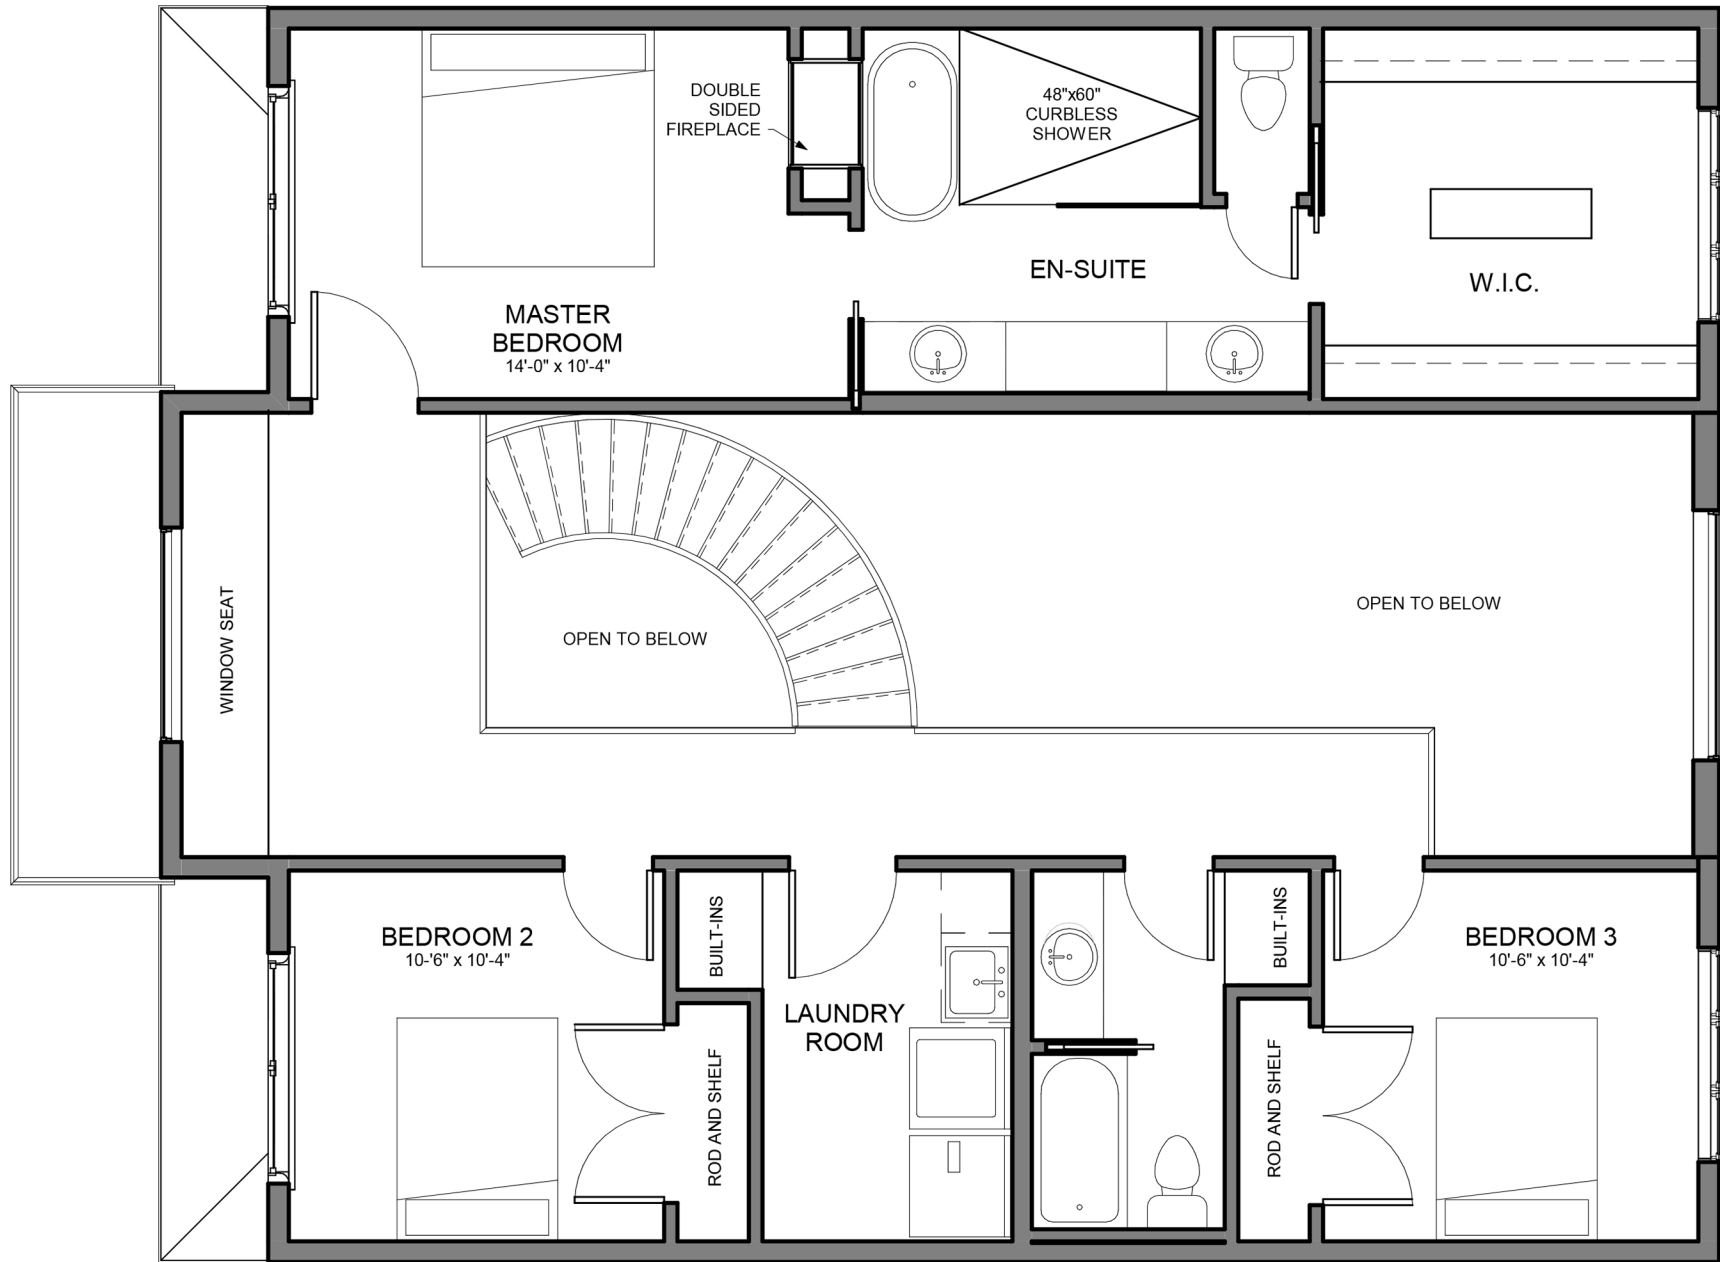 DOUBLE
SIDED
FIREPLACE
48"x60"
CURBLESS
SHOWER
EN-SUITE
W.I.C.
MASTER
BEDROOM
14'-0" x 10'-4"
WINDOW SEAT
OPEN TO BELOW
OPEN TO BELOW
BEDROOM 2
10-'6" x 10'-4"
BUILT-INS
LAUNDRY
ROOM
ROD AND SHELF
BUILT-INS
ROD AND SHELF
BEDROOM 3
10'-6" x 10'-4"